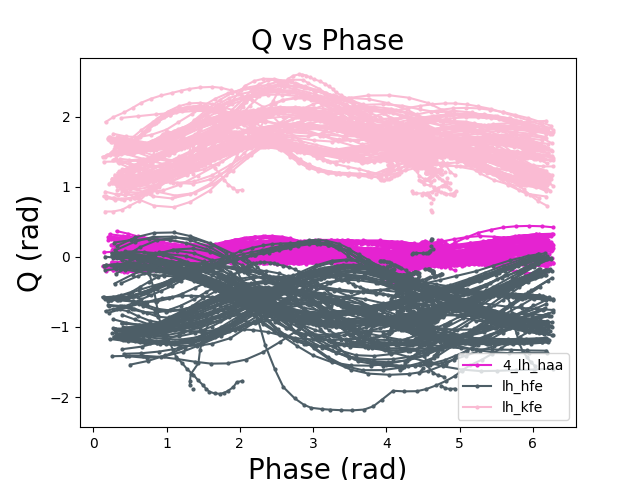 Q vs Phase
Q (rad)
2
1
0
−1
−2
0 1 2 3 4 5 6
Phase (rad)
4_lh_haa
lh_hfe
lh_kfe